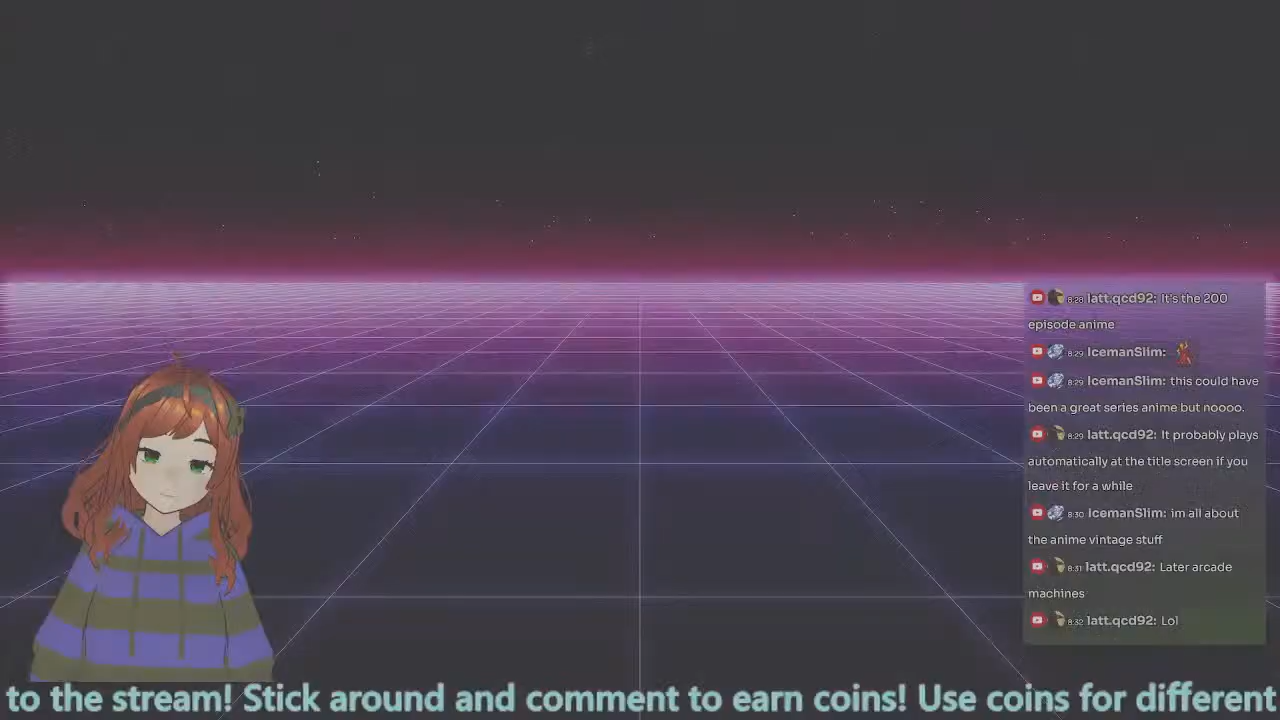 8:28 latt.qcd92: It's the 200
episode anime
8:29 IcemanSlim:
8:29 IcemanSlim: this could have
been a great series anime but noooo.
8:29 latt.qcd92: It probably plays
automatically at the title screen if you
leave it for a while
8:30 IcemanSlim: im all about
the anime vintage stuff
8:31 latt.qcd92: Later arcade
machines
8:32 latt.qcd92: Lol
to the stream! Stick around and comment to earn coins! Use coins for different